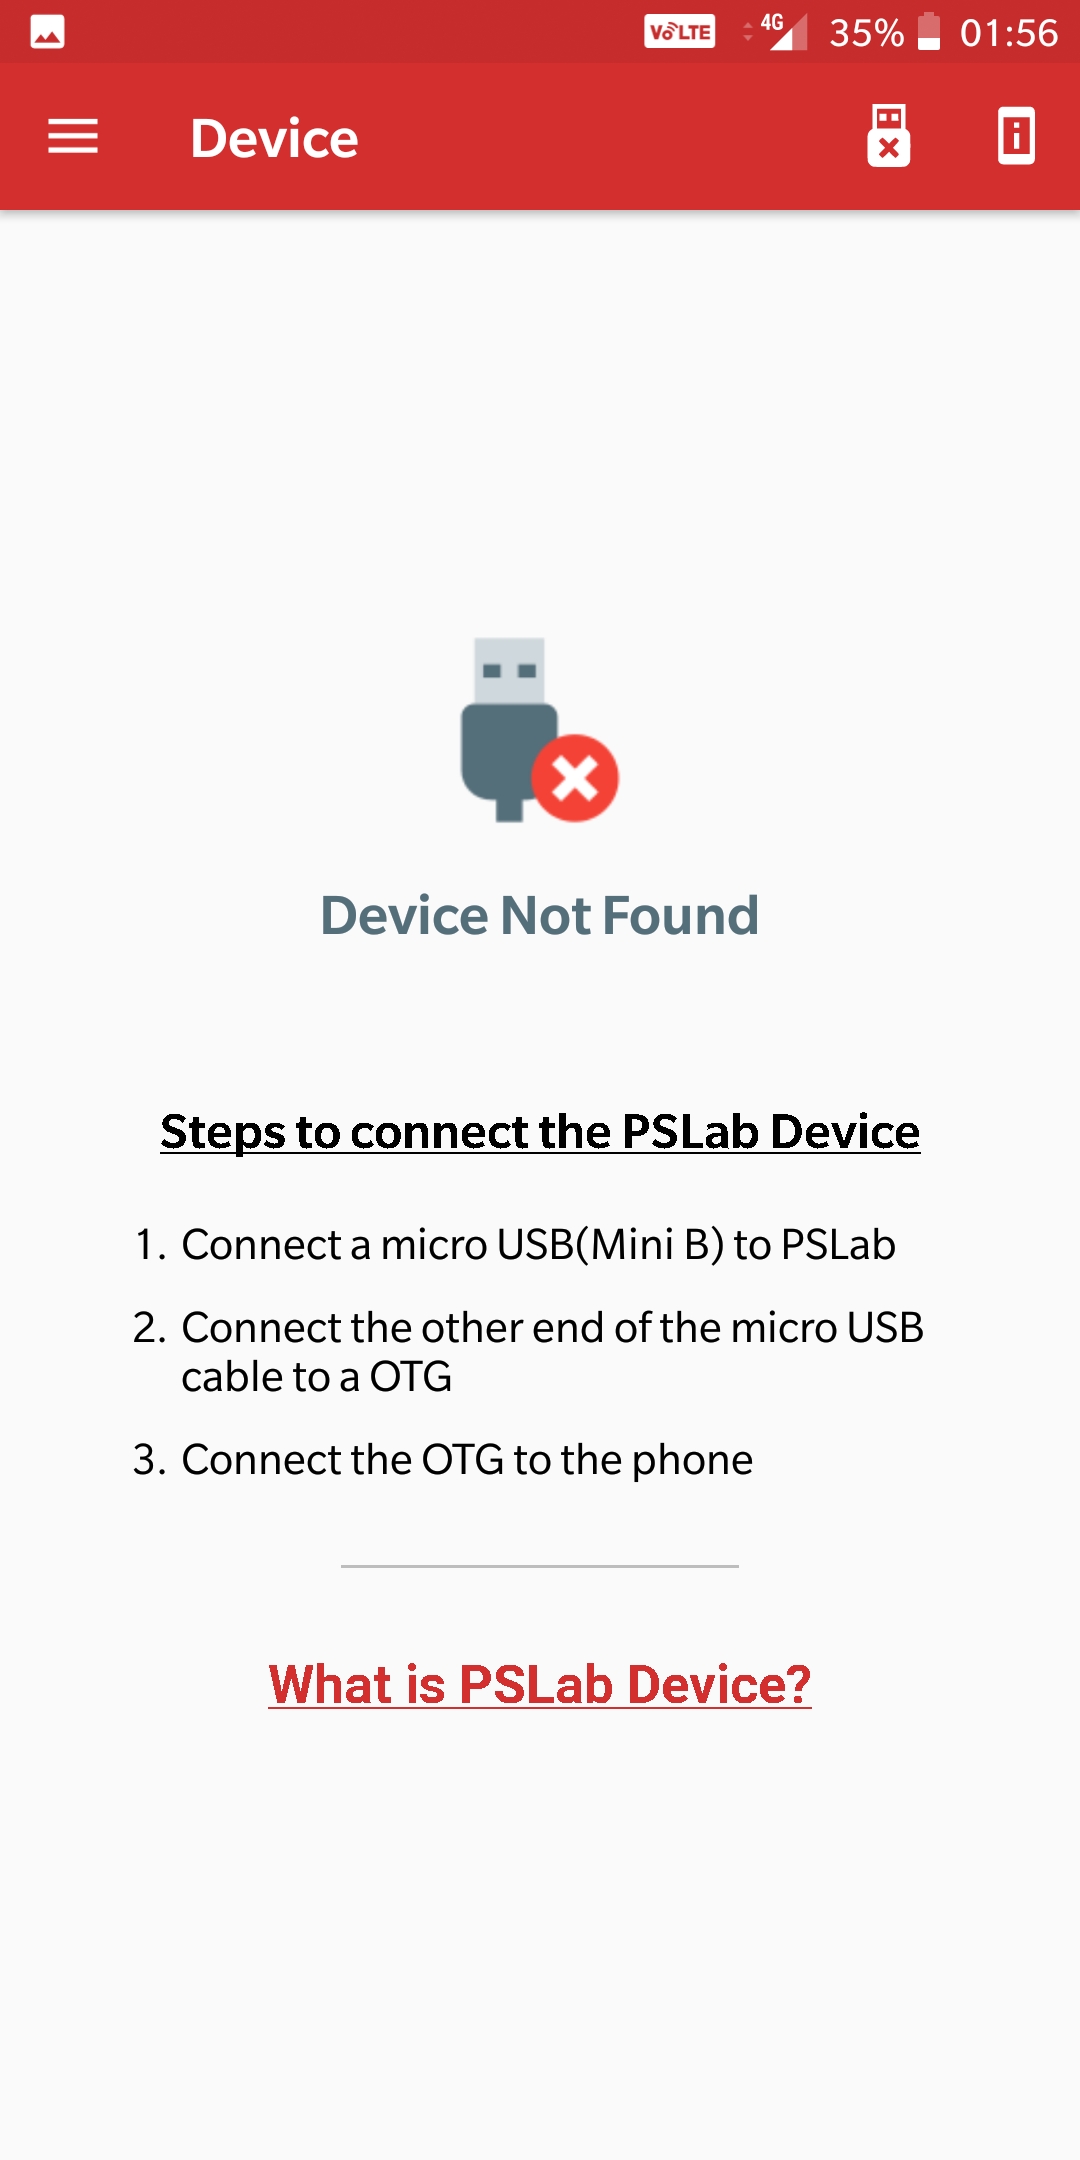 VoLTE 4G 35% 01:56
Device
Device Not Found
Steps to connect the PSLab Device
1. Connect a micro USB(Mini B) to PSLab
2. Connect the other end of the micro USB
cable to a OTG
3. Connect the OTG to the phone
What is PSLab Device?